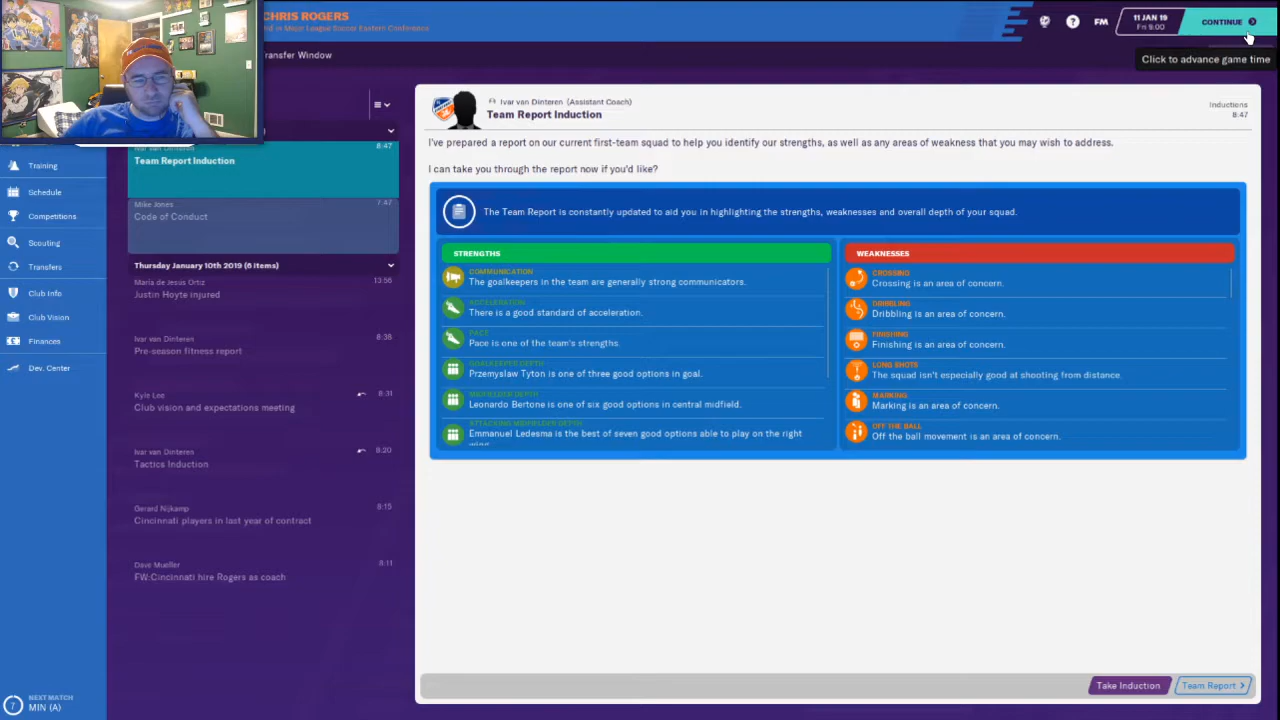 CHRIS ROGERS
in Major League Soccer Eastern Conference
FM
11 JAN 19
Fri 9:00
CONTINUE
Transfer Window
Click to advance game time
Ivar van Dinteren (Assistant Coach)
Team Report Induction
Inductions
8:47
I've prepared a report on our current first-team squad to help you identify our strengths, as well as any areas of weakness that you may wish to address.
I can take you through the report now if you'd like?
The Team Report is constantly updated to aid you in highlighting the strengths, weaknesses and overall depth of your squad.
STRENGTHS
COMMUNICATION
The goalkeepers in the team are generally strong communicators.
ACCELERATION
There is a good standard of acceleration.
PACE
Pace is one of the team's strengths.
GOALKEEPER DEPTH
Przemyslaw Tyton is one of three good options in goal.
MIDFIELDER DEPTH
Leonardo Bertone is one of six good options in central midfield.
ATTACKING MIDFIELDER DEPTH
Emmanuel Ledesma is the best of seven good options able to play on the right
wing.
WEAKNESSES
CROSSING
Crossing is an area of concern.
DRIBBLING
Dribbling is an area of concern.
FINISHING
Finishing is an area of concern.
LONG SHOTS
The squad isn't especially good at shooting from distance.
MARKING
Marking is an area of concern.
OFF THE BALL
Off the ball movement is an area of concern.
Take Induction
Team Report
Ivar van Dinteren
8:47
Team Report Induction
Mike Jones
7:47
Code of Conduct
Thursday January 10th 2019 (6 Items)
Maria de Jesus Ortiz
13:56
Justin Hoyte injured
Ivar van Dinteren
8:38
Pre-season fitness report
Kyle Lee
8:31
Club vision and expectations meeting
Ivar van Dinteren
8:20
Tactics Induction
Gerard Nijkamp
8:15
Cincinnati players in last year of contract
Dave Mueller
8:11
FW:Cincinnati hire Rogers as coach
Training
Schedule
Competitions
Scouting
Transfers
Club Info
Club Vision
Finances
Dev. Center
7
NEXT MATCH
MIN (A)